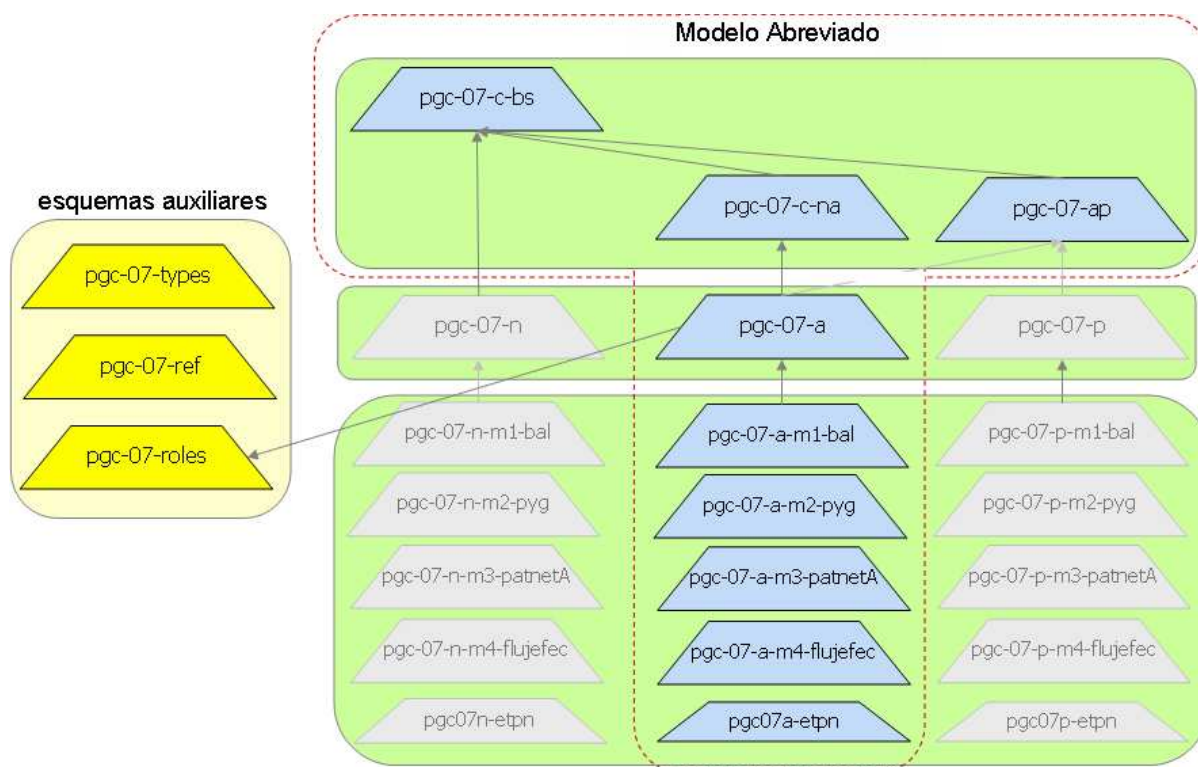 Modelo Abreviado
pgc-07-c-bs
pgc-07-c-na
pgc-07-ap
esquemas auxiliares
pgc-07-types
pgc-07-ref
pgc-07-roles
pgc-07-n
pgc-07-a
pgc-07-p
pgc-07-n-m1-bal
pgc-07-a-m1-bal
pgc-07-p-m1-bal
pgc-07-n-m2-pyg
pgc-07-a-m2-pyg
pgc-07-p-m2-pyg
pgc-07-n-m3-patnetA
pgc-07-a-m3-patnetA
pgc-07-p-m3-patnetA
pgc-07-n-m4-flujefec
pgc-07-a-m4-flujefec
pgc-07-p-m4-flujefec
pgc07n-etpn
pgc07a-etpn
pgc07p-etpn